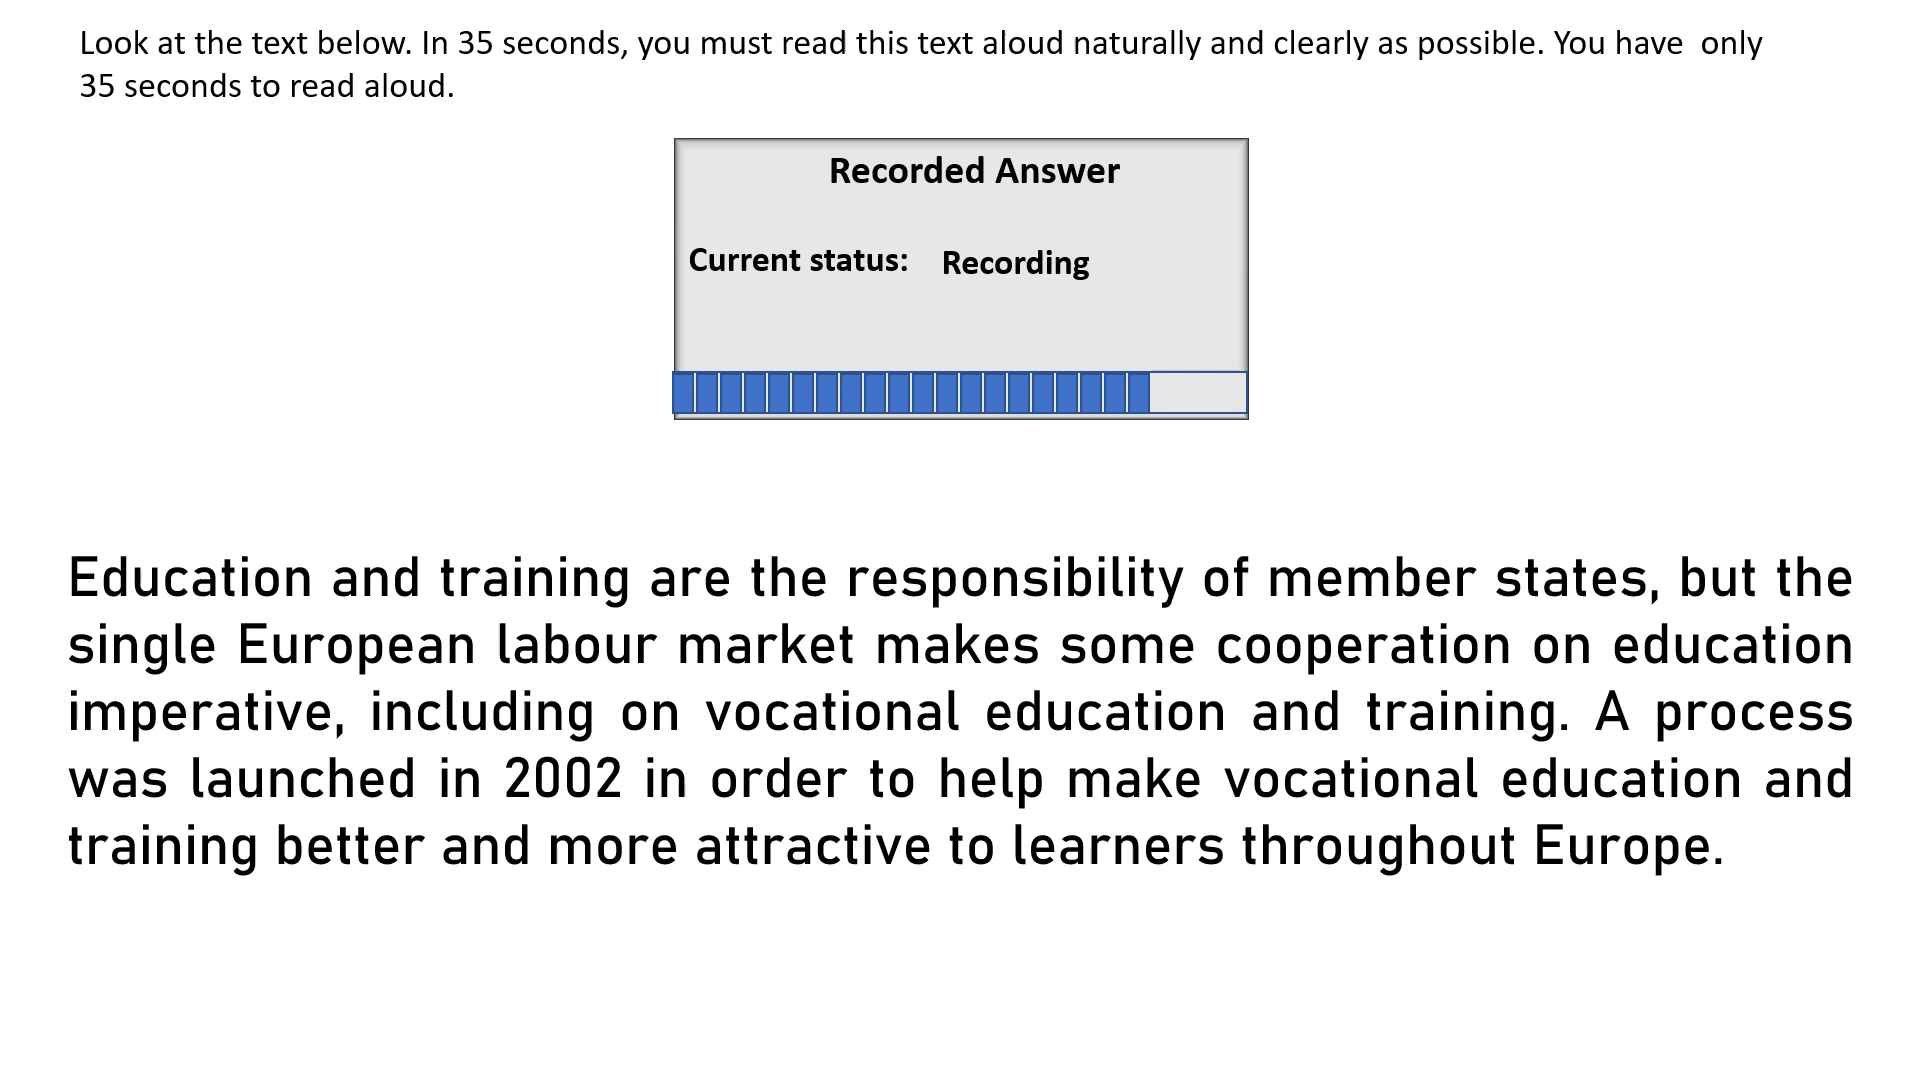 Look at the text below. In 35 seconds, you must read this text aloud naturally and clearly as possible. You have  only
35 seconds to read aloud.
Recorded Answer
Current status: Recording
Education and training are the responsibility of member states, but the
single European labour market makes some cooperation on education
imperative, including on vocational education and training. A process
was launched in 2002 in order to help make vocational education and
training better and more attractive to learners throughout Europe.